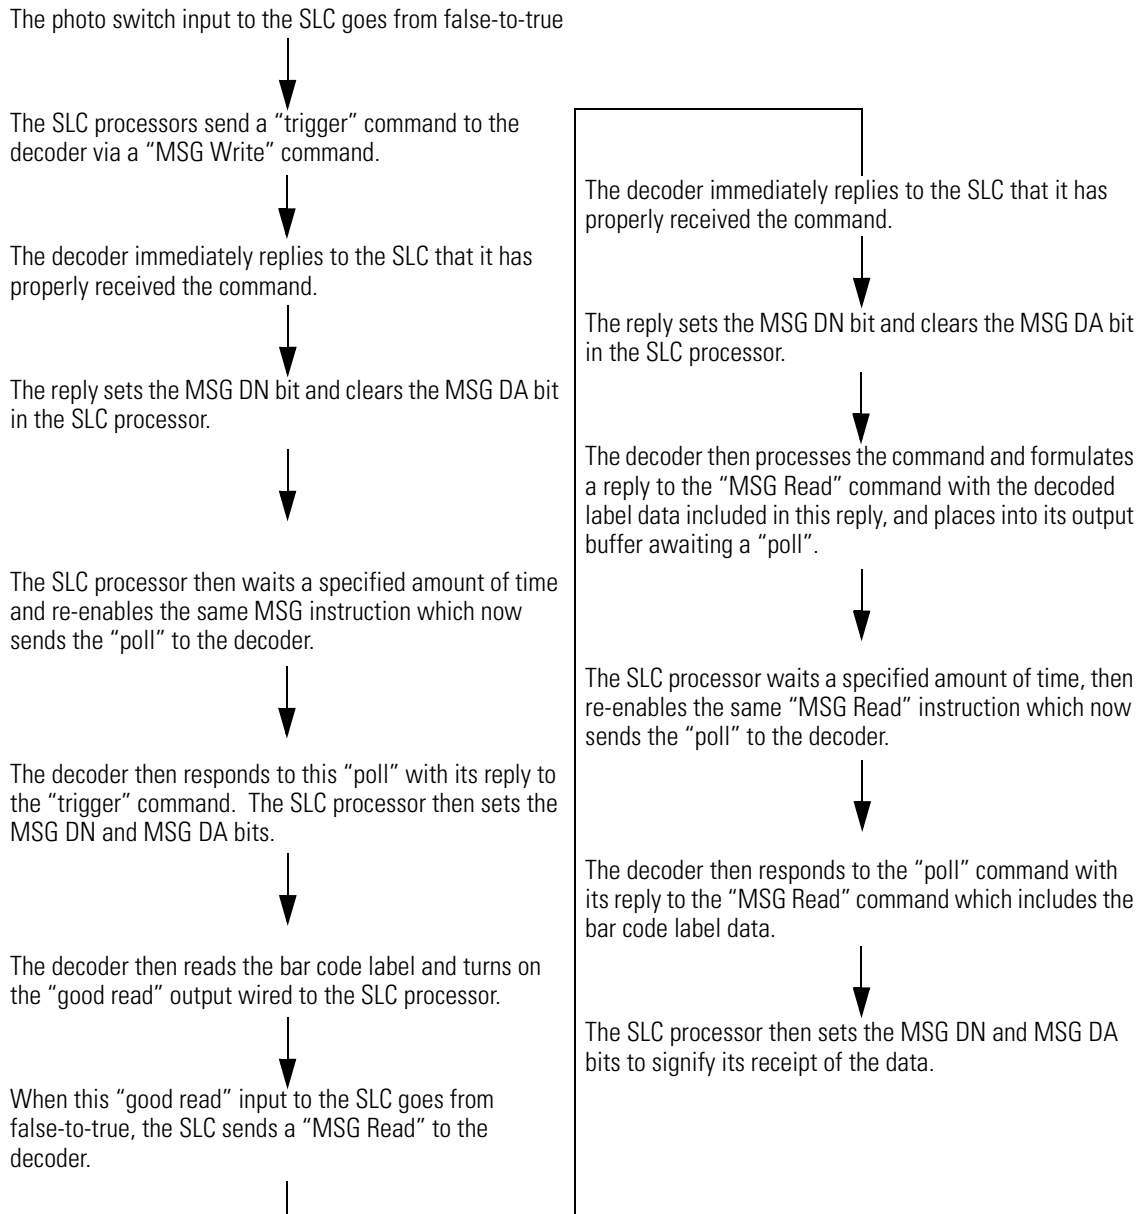 The photo switch input to the SLC goes from false-to-true
The SLC processors send a “trigger” command to the
decoder via a “MSG Write” command.
The decoder immediately replies to the SLC that it has
properly received the command.
The reply sets the MSG DN bit and clears the MSG DA bit
in the SLC processor.
The SLC processor then waits a specified amount of time
and re-enables the same MSG instruction which now
sends the “poll” to the decoder.
The decoder then responds to this “poll” with its reply to
the “trigger” command. The SLC processor then sets the
MSG DN and MSG DA bits.
The decoder then reads the bar code label and turns on
the “good read” output wired to the SLC processor.
When this “good read” input to the SLC goes from
false-to-true, the SLC sends a “MSG Read” to the
decoder.
The decoder immediately replies to the SLC that it has
properly received the command.
The reply sets the MSG DN bit and clears the MSG DA bit
in the SLC processor.
The decoder then processes the command and formulates
a reply to the “MSG Read” command with the decoded
label data included in this reply, and places into its output
buffer awaiting a “poll”.
The SLC processor waits a specified amount of time, then
re-enables the same “MSG Read” instruction which now
sends the “poll” to the decoder.
The decoder then responds to the “poll” command with
its reply to the “MSG Read” command which includes the
bar code label data.
The SLC processor then sets the MSG DN and MSG DA
bits to signify its receipt of the data.